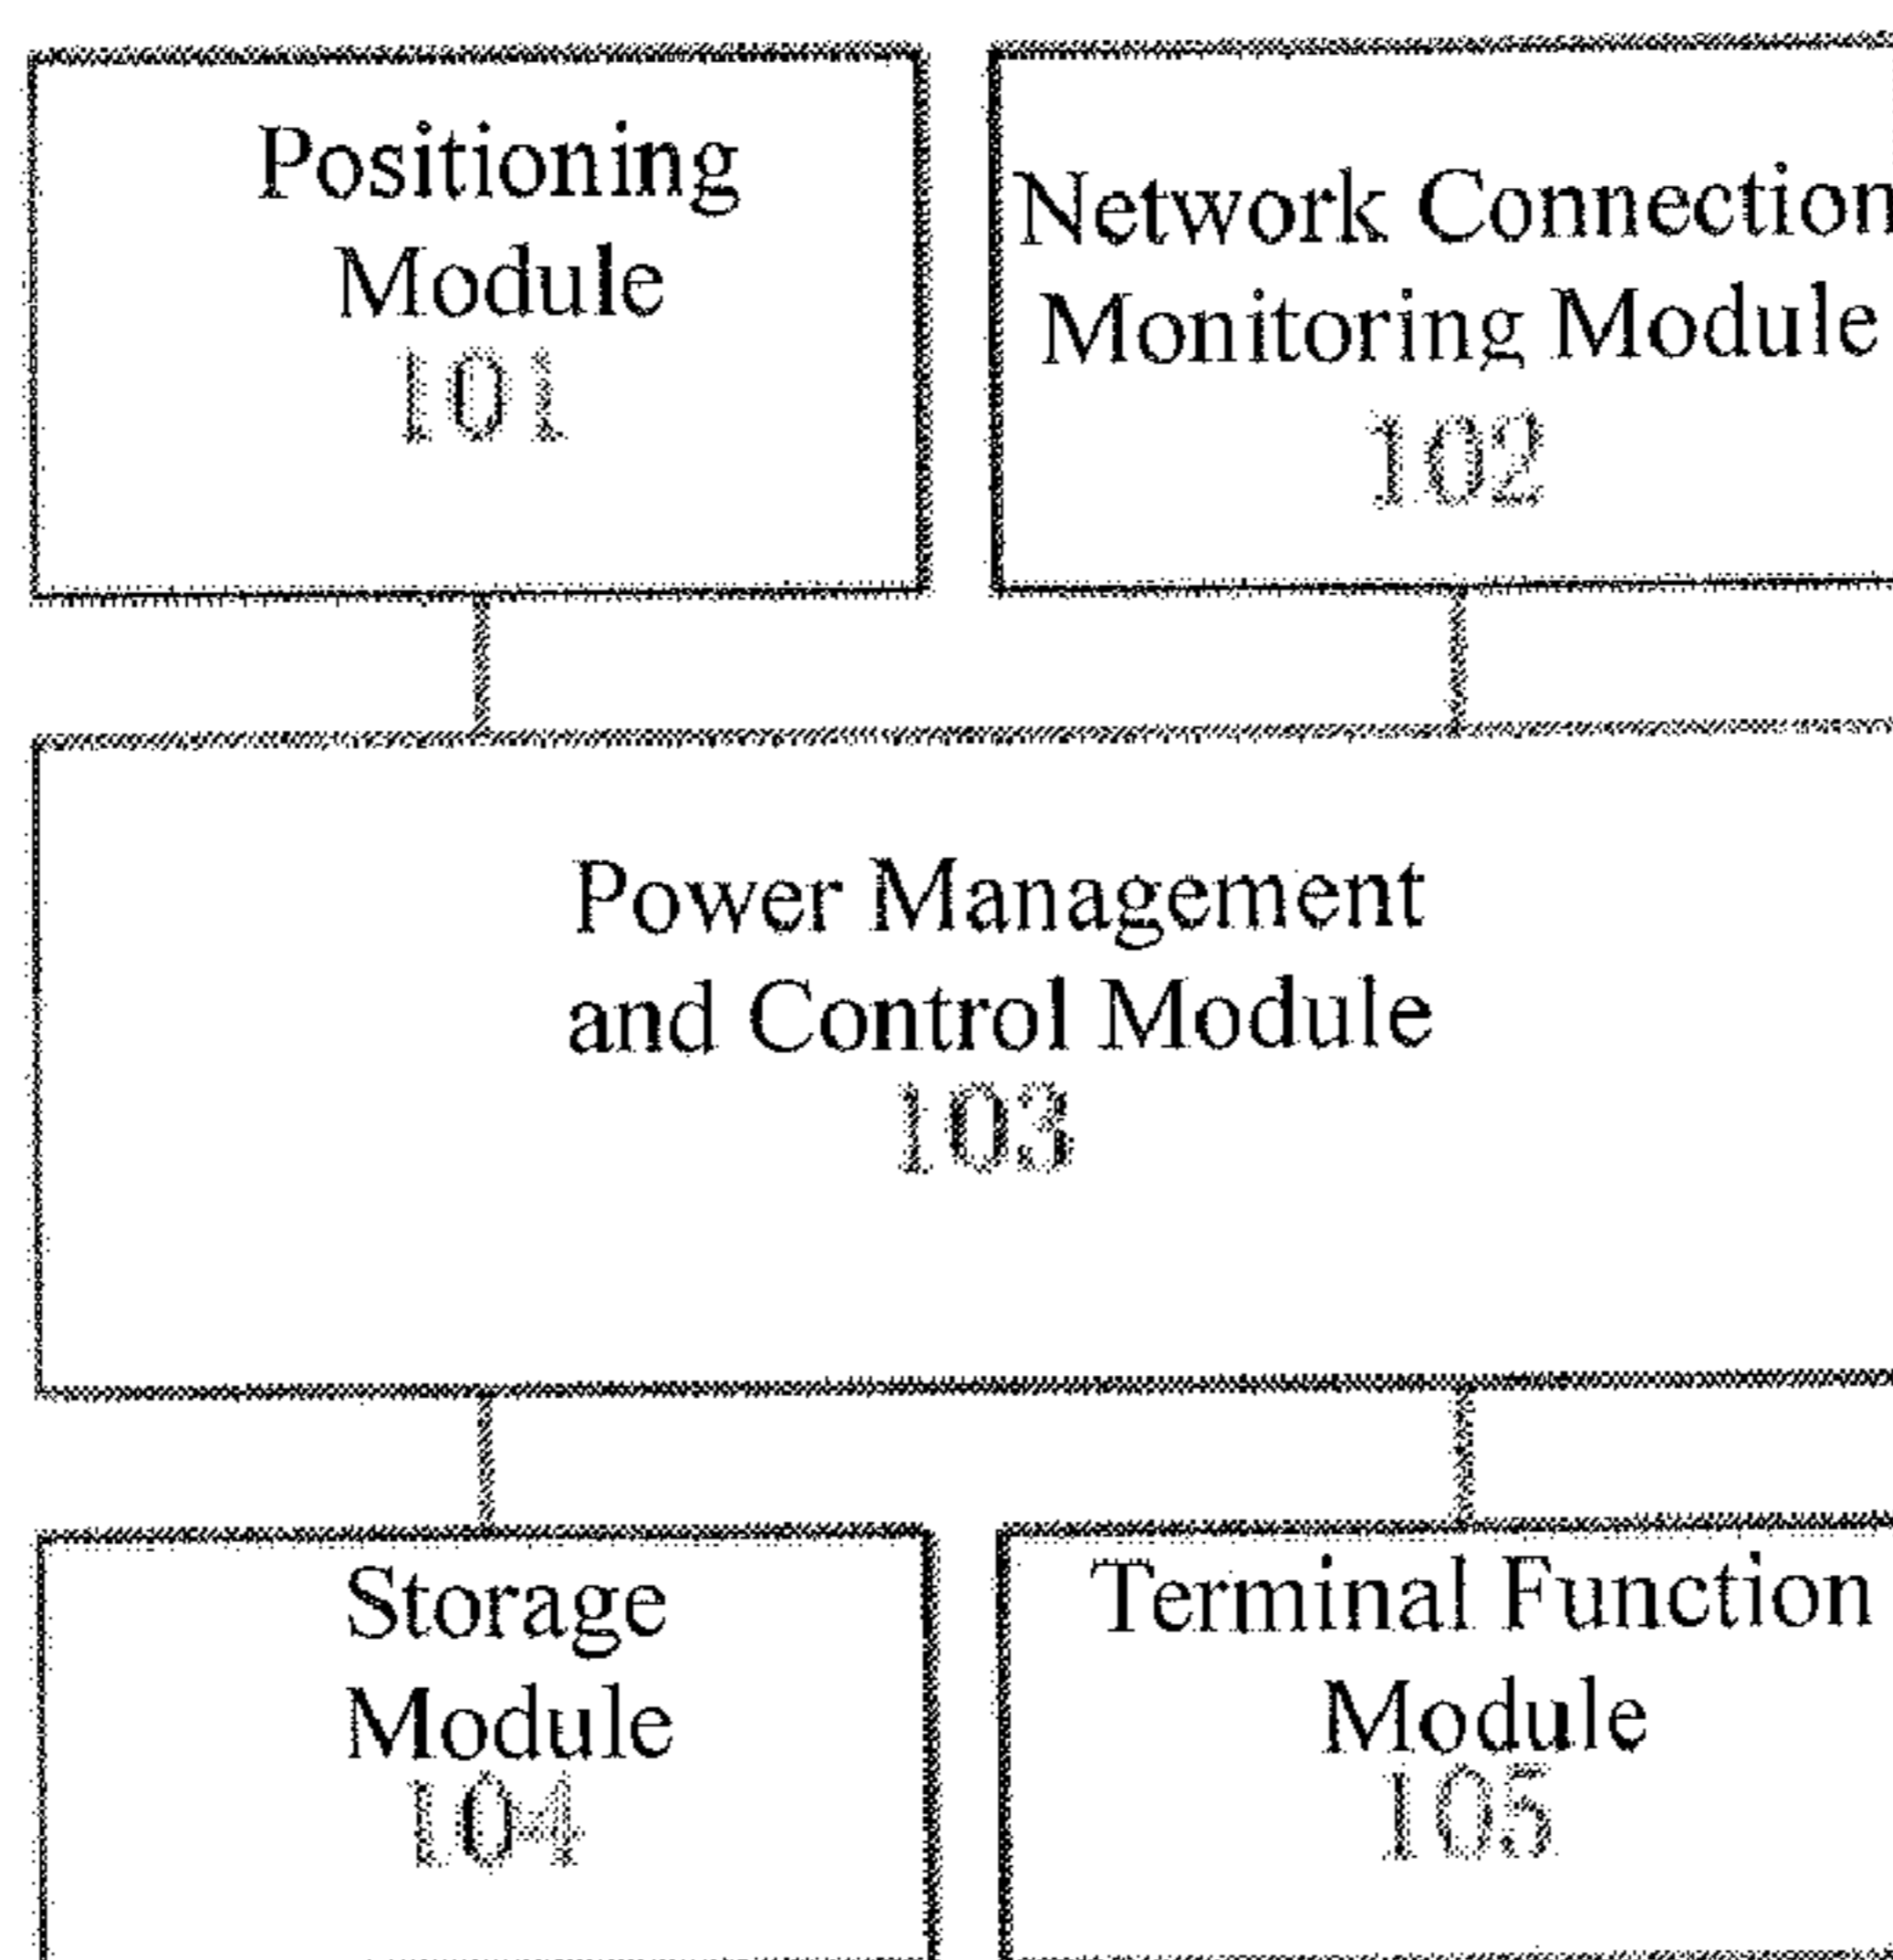 Positioning
Module
101
Network Connection
Monitoring Module
102
Power Management
and Control Module
103
Storage
Module
104
Terminal Function
Module
105